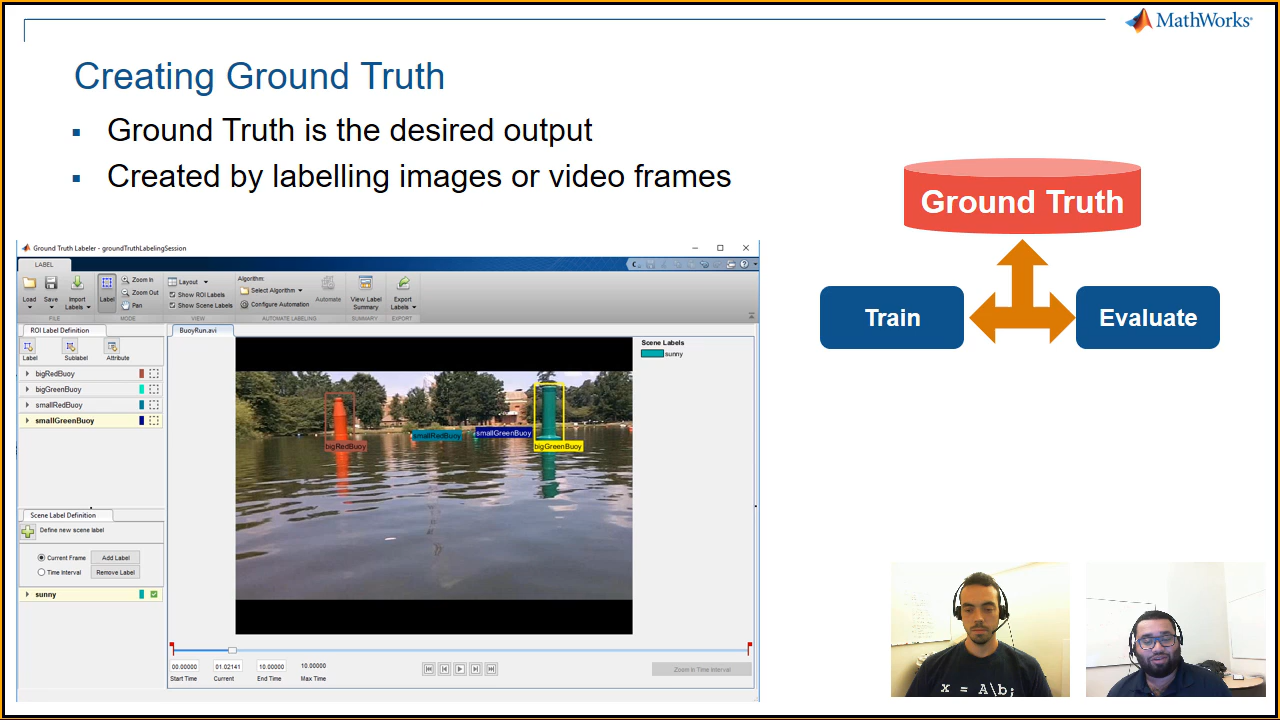 MathWorks®
Creating Ground Truth
Ground Truth is the desired output
Created by labelling images or video frames
Ground Truth
Train
Evaluate
Ground Truth Labeler - groundTruthLabelingSession
LABEL
Load
Save
Import
Labels
Label
Zoom In
Zoom Out
Pan
Layout
Show ROI Labels
Show Scene Labels
Algorithm:
Select Algorithm
Configure Automation
Automate
View Label
Summary
Export
Labels
FILE
MODE
VIEW
AUTOMATE LABELING
SUMMARY
EXPORT
ROI Label Definition
Label
Sublabel
Attribute
bigRedBuoy
bigGreenBuoy
smallRedBuoy
smallGreenBuoy
Scene Label Definition
Define new scene label
Current Frame
Add Label
Time Interval
Remove Label
sunny
BuoyRun.avi
bigRedBuoy
smallRedBuoy
smallGreenBuoy
bigGreenBuoy
Scene Labels
sunny
00.00000
01.02141
10.00000
10.00000
Start Time
Current
End Time
Max Time
Zoom in Time Interval
x = A\b;